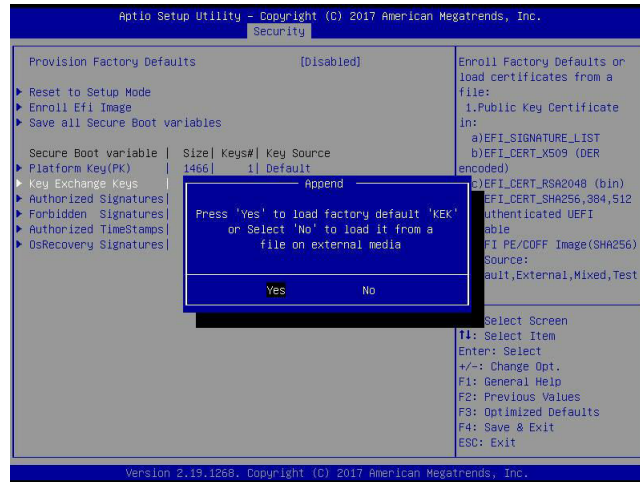 Aptio Setup Utility – Copyright (C) 2017 American Megatrends, Inc.
Security
Provision Factory Defaults [Disabled]
Reset to Setup Mode
Enroll Efi Image
Save all Secure Boot variables
Secure Boot variable | Size| Keys#| Key Source
Platform Key(PK) | 1466| 1| Default
Key Exchange Keys |
Authorized Signatures|
Forbidden Signatures|
Authorized TimeStamps|
OsRecovery Signatures|
Append
Press 'Yes' to load factory default 'KEK'
or Select 'No' to load it from a
file on external media
Yes No
Enroll Factory Defaults or
load certificates from a
file:
1.Public Key Certificate
in:
a)EFI_SIGNATURE_LIST
b)EFI_CERT_X509 (DER
encoded)
c)EFI_CERT_RSA2048 (bin)
EFI_CERT_SHA256,384,512
uthenticated UEFI
able
FI PE/COFF Image(SHA256)
Source:
ault,External,Mixed,Test
Select Screen
↑↓: Select Item
Enter: Select
+/-: Change Opt.
F1: General Help
F2: Previous Values
F3: Optimized Defaults
F4: Save & Exit
ESC: Exit
Version 2.19.1268. Copyright (C) 2017 American Megatrends, Inc.